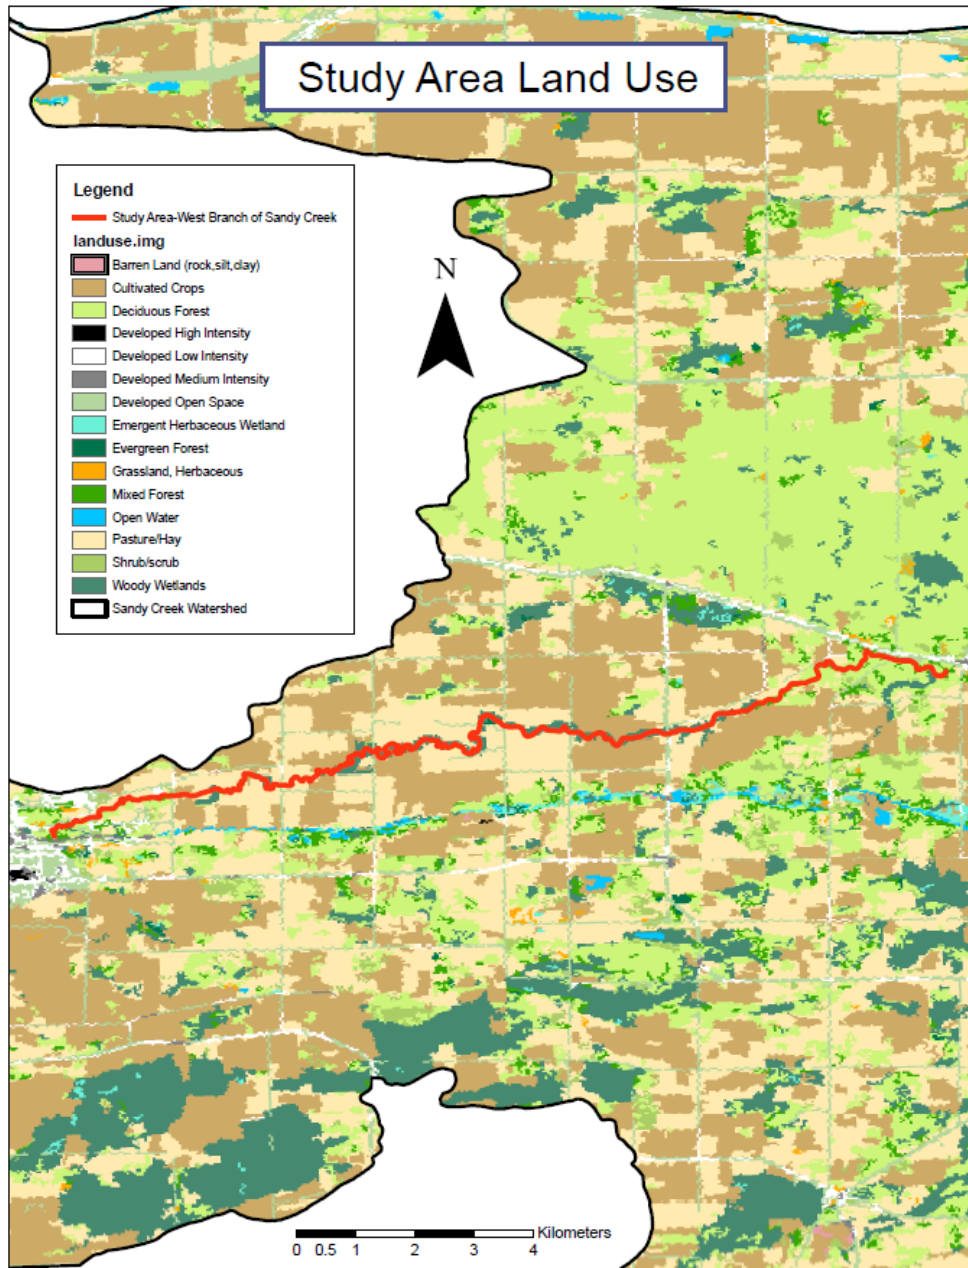 Study Area Land Use
Legend
Study Area-West Branch of Sandy Creek
landuse.img
Barren Land (rock,silt,clay)
Cultivated Crops
Deciduous Forest
Developed High Intensity
Developed Low Intensity
Developed Medium Intensity
Developed Open Space
Emergent Herbaceous Wetland
Evergreen Forest
Grassland, Herbaceous
Mixed Forest
Open Water
Pasture/Hay
Shrub/scrub
Woody Wetlands
Sandy Creek Watershed
N
Kilometers
0 0.5 1 2 3 4